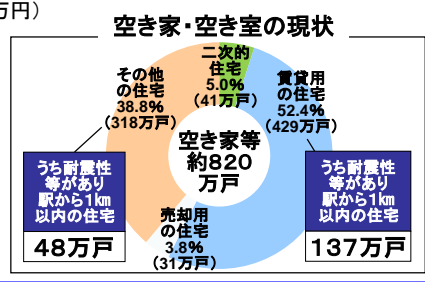 万円）
空き家・空き室の現状
二次的
住宅
5.0%
（41万戸）
賃貸用
の住宅
52.4%
（429万戸）
その他
の住宅
38.8%
（318万戸）
空き家等
約820
万戸
うち耐震性
等があり
駅から1km
以内の住宅
48万戸
売却用
の住宅
3.8%
（31万戸）
うち耐震性
等があり
駅から1km
以内の住宅
137万戸